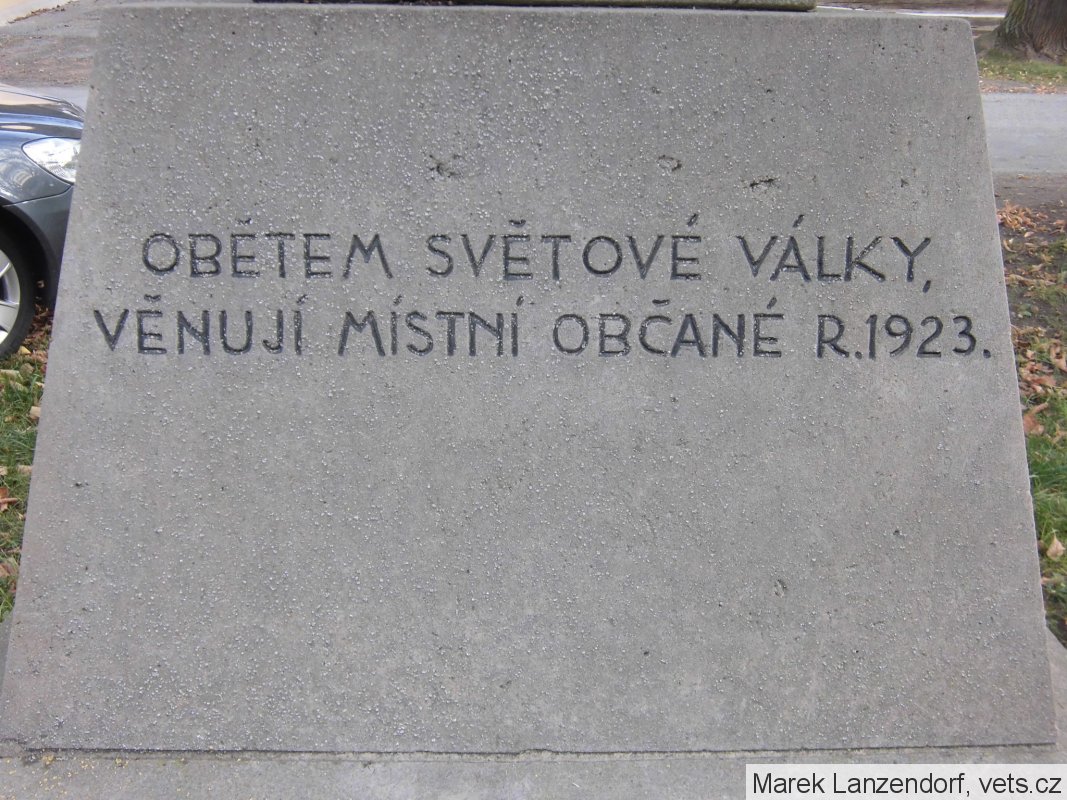 OBĚTEM SVĚTOVÉ VÁLKY,
VĚNUJÍ MÍSTNÍ OBČANÉ R.1923.
Marek Lanzendorf, vets.cz